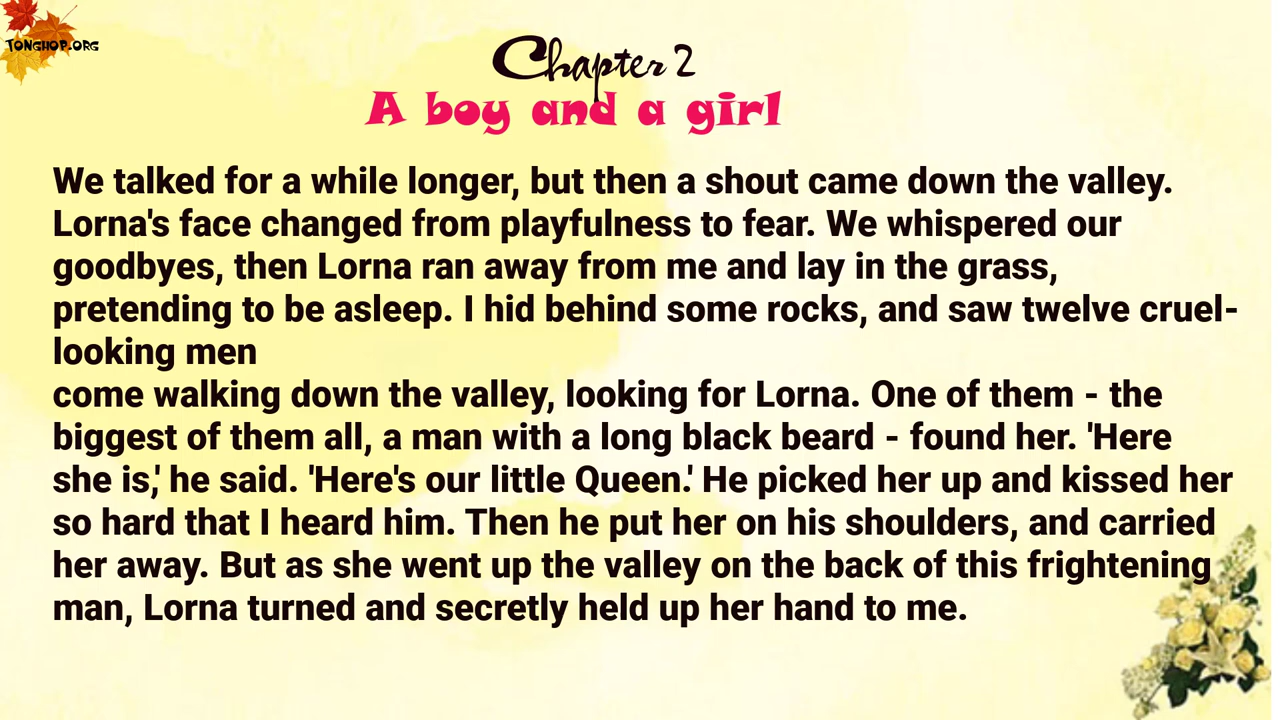 TONGHOP.ORG
Chapter 2
A boy and a girl
We talked for a while longer, but then a shout came down the valley.
Lorna's face changed from playfulness to fear. We whispered our
goodbyes, then Lorna ran away from me and lay in the grass,
pretending to be asleep. I hid behind some rocks, and saw twelve cruel-
looking men
come walking down the valley, looking for Lorna. One of them - the
biggest of them all, a man with a long black beard - found her. 'Here
she is,' he said. 'Here's our little Queen.' He picked her up and kissed her
so hard that I heard him. Then he put her on his shoulders, and carried
her away. But as she went up the valley on the back of this frightening
man, Lorna turned and secretly held up her hand to me.